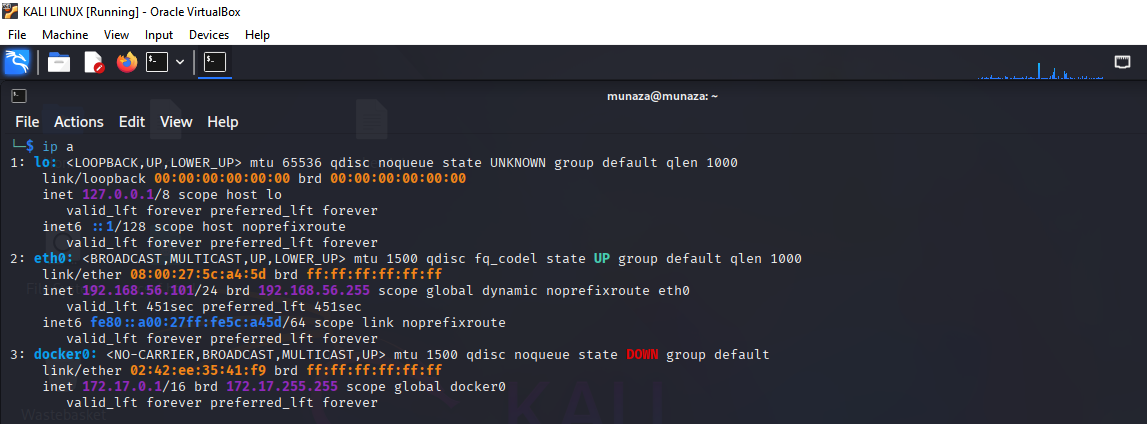 KALI LINUX [Running] - Oracle VirtualBox
File Machine View Input Devices Help
munaza@munaza: ~
File Actions Edit View Help
└─$ ip a
1: lo: <LOOPBACK,UP,LOWER_UP> mtu 65536 qdisc noqueue state UNKNOWN group default qlen 1000
link/loopback 00:00:00:00:00:00 brd 00:00:00:00:00:00
inet 127.0.0.1/8 scope host lo
valid_lft forever preferred_lft forever
inet6 ::1/128 scope host noprefixroute
valid_lft forever preferred_lft forever
2: eth0: <BROADCAST,MULTICAST,UP,LOWER_UP> mtu 1500 qdisc fq_codel state UP group default qlen 1000
link/ether 08:00:27:5c:a4:5d brd ff:ff:ff:ff:ff:ff
inet 192.168.56.101/24 brd 192.168.56.255 scope global dynamic noprefixroute eth0
valid_lft 451sec preferred_lft 451sec
inet6 fe80::a00:27ff:fe5c:a45d/64 scope link noprefixroute
valid_lft forever preferred_lft forever
3: docker0: <NO-CARRIER,BROADCAST,MULTICAST,UP> mtu 1500 qdisc noqueue state DOWN group default
link/ether 02:42:ee:35:41:f9 brd ff:ff:ff:ff:ff:ff
inet 172.17.0.1/16 brd 172.17.255.255 scope global docker0
valid_lft forever preferred_lft forever
Wastebasket
KALI